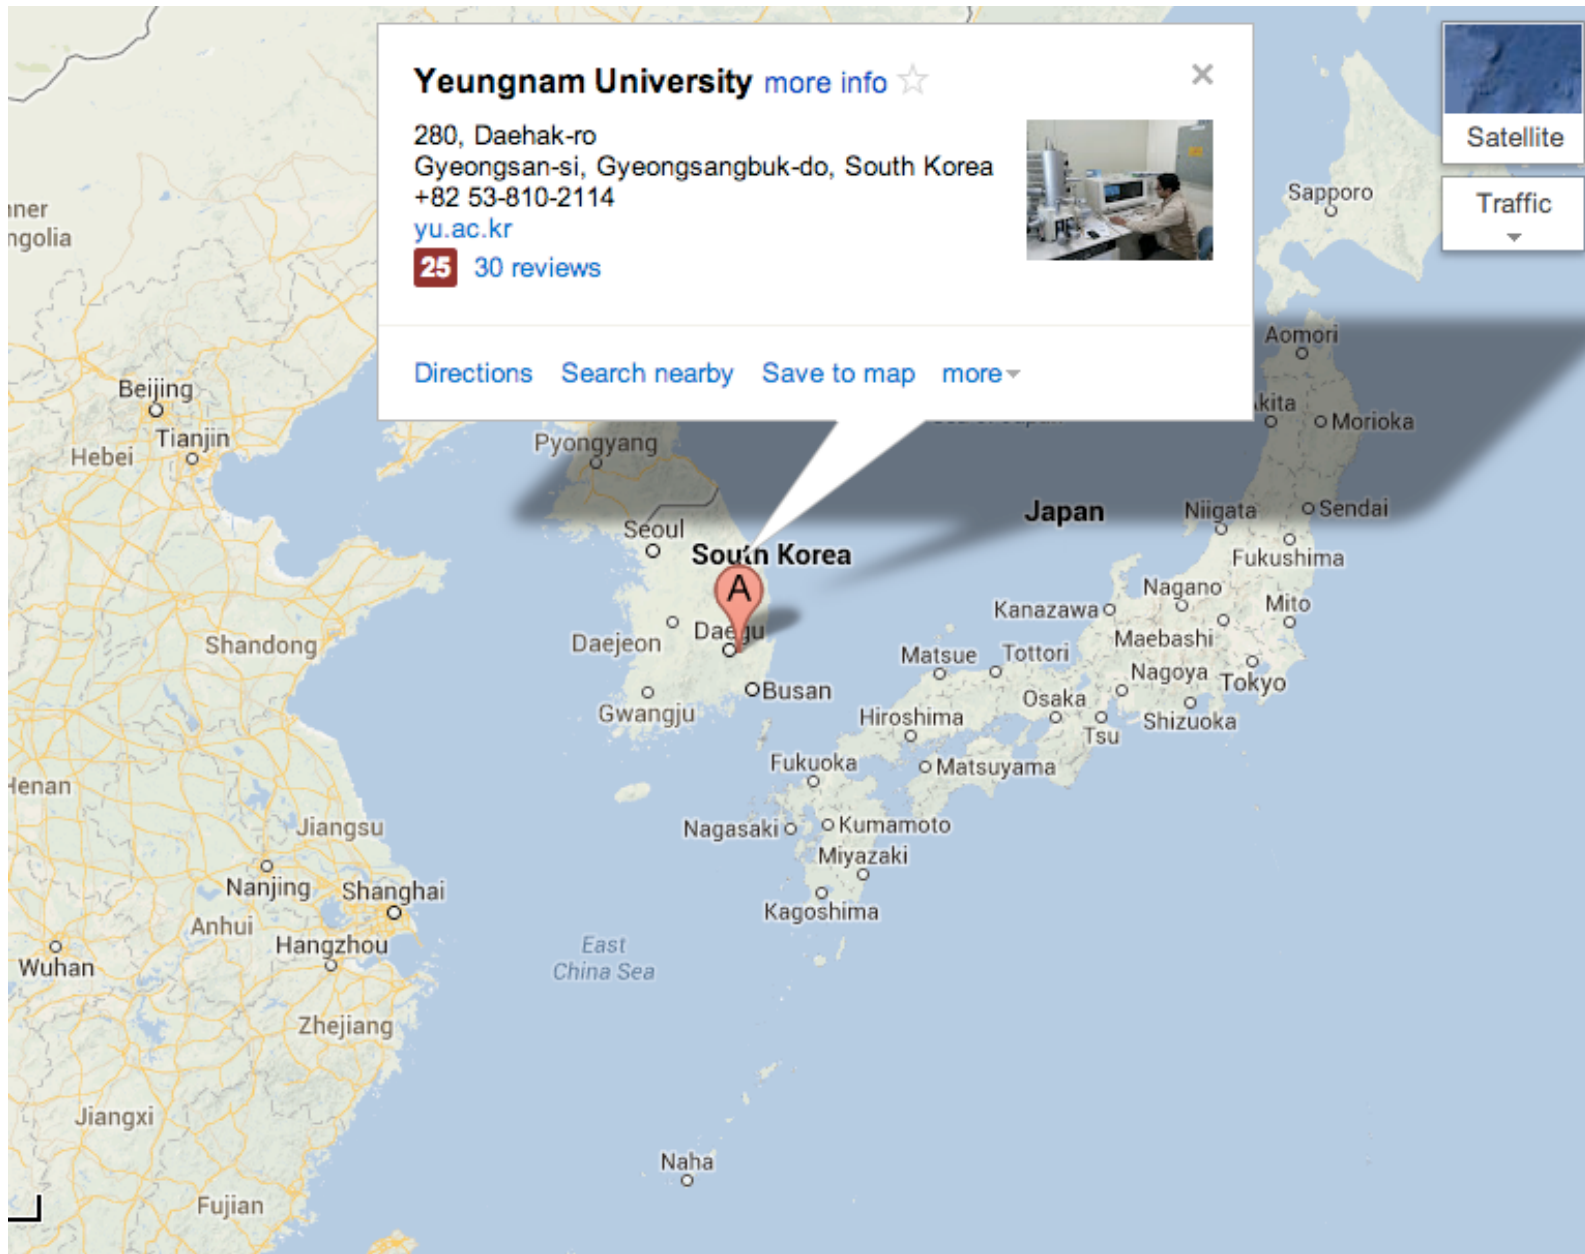 Yeungnam University more info
280, Daehak-ro
Gyeongsan-si, Gyeongsangbuk-do, South Korea
+82 53-810-2114
yu.ac.kr
25 30 reviews
Directions Search nearby Save to map more
Satellite
Traffic
Sapporo
Aomori
Morioka
Beijing
Tianjin
Hebei
Pyongyang
Seoul
South Korea
Japan
Niigata
Sendai
Fukushima
Nagano
Kanazawa
Mito
Maebashi
Shandong
Daejeon
A
Daegu
Matsue
Tottori
Nagoya
Tokyo
Busan
Osaka
Gwangju
Hiroshima
Tsu
Shizuoka
Fukuoka
Matsuyama
Jiangsu
Nagasaki
Kumamoto
Miyazaki
Nanjing
Shanghai
Kagoshima
Anhui
Hangzhou
East
China Sea
Wuhan
Zhejiang
Jiangxi
Naha
Fujian